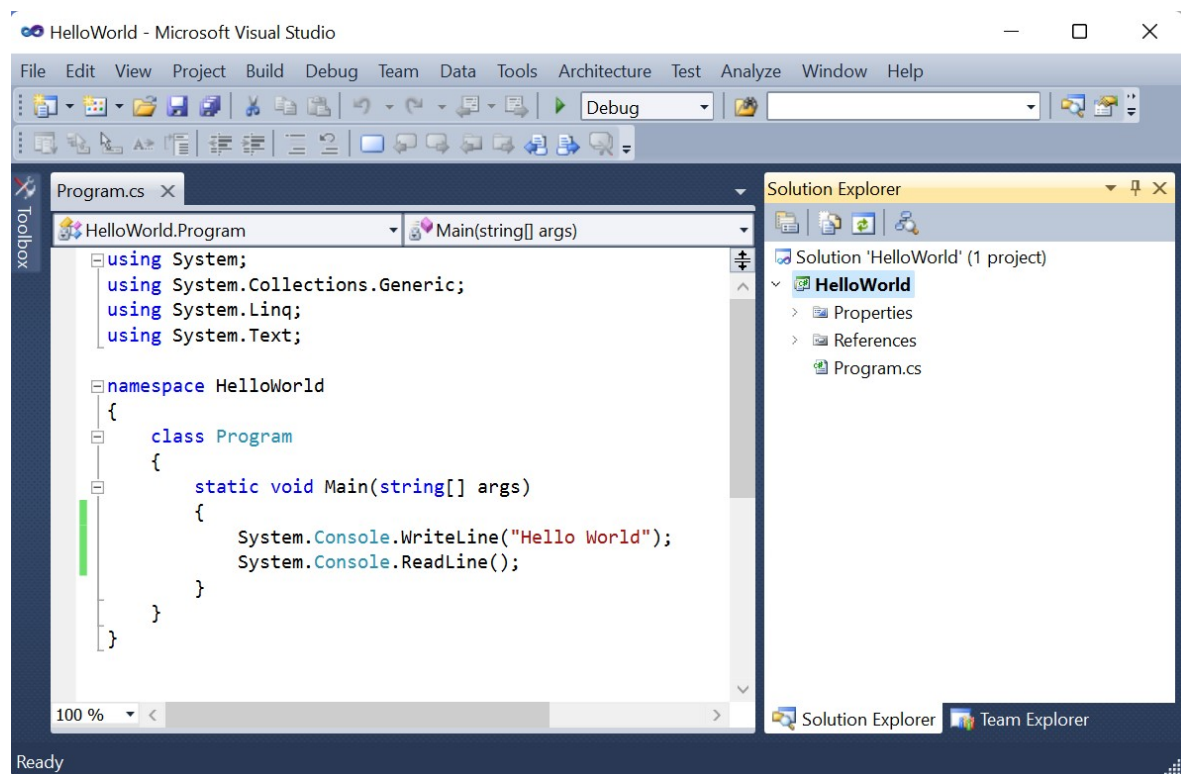 HelloWorld - Microsoft Visual Studio
File Edit View Project Build Debug Team Data Tools Architecture Test Analyze Window Help
Debug
Toolbox
Program.cs
HelloWorld.Program
Main(string[] args)
using System;
using System.Collections.Generic;
using System.Linq;
using System.Text;
namespace HelloWorld
{
class Program
{
static void Main(string[] args)
{
System.Console.WriteLine("Hello World");
System.Console.ReadLine();
}
}
}
100 %
Solution Explorer
Solution 'HelloWorld' (1 project)
HelloWorld
Properties
References
Program.cs
Solution Explorer
Team Explorer
Ready